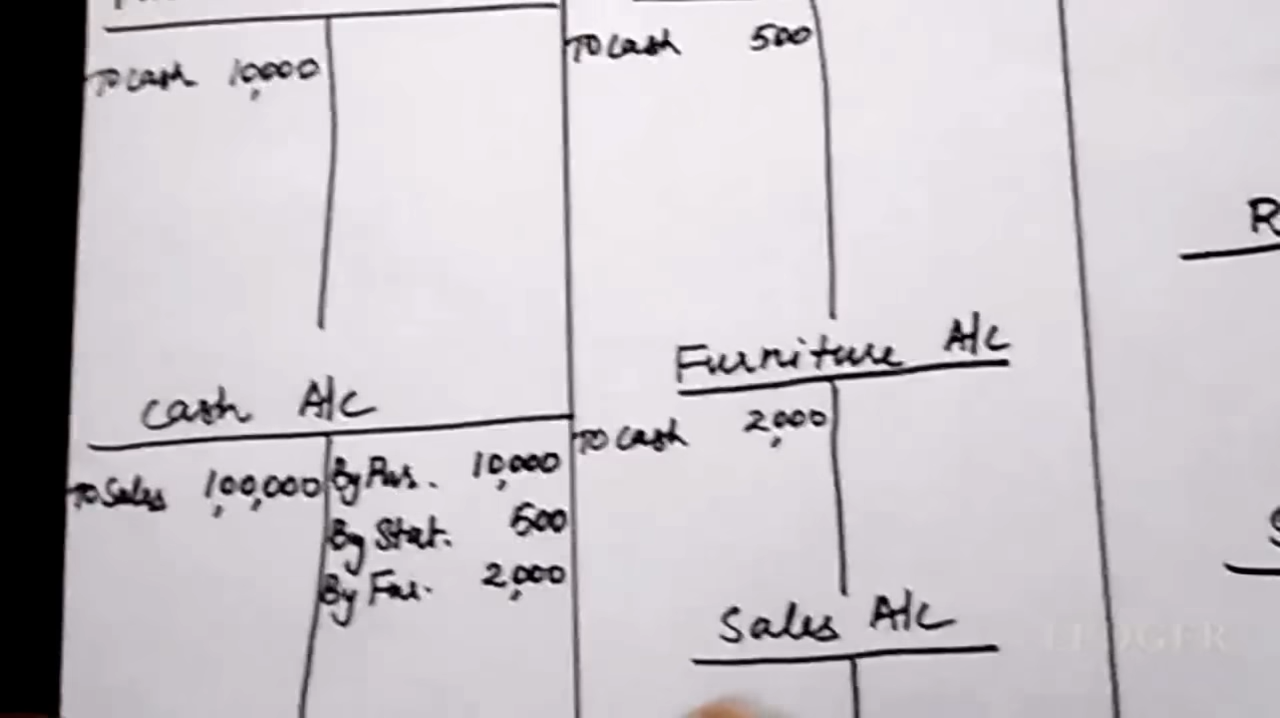 To Cash 10,000
To Cash 500
Cash A/c
To Sales 1,00,000 By Pur. 10,000
By Stat. 500
By Fur. 2,000
Furniture A/c
To Cash 2,000
Sales A/c
R
S
LEDGER